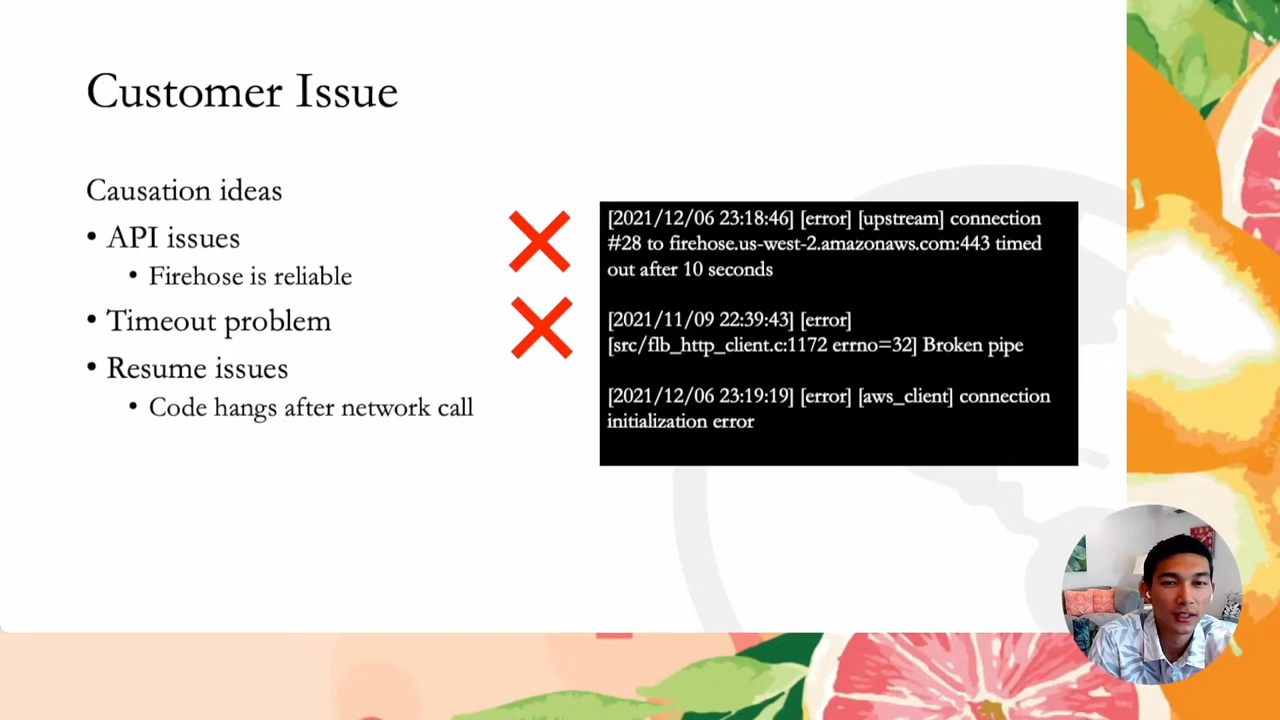 Customer Issue
Causation ideas
• API issues
• Firehose is reliable
• Timeout problem
• Resume issues
• Code hangs after network call
[2021/12/06 23:18:46] [error] [upstream] connection
#28 to firehose.us-west-2.amazonaws.com:443 timed
out after 10 seconds
[2021/11/09 22:39:43] [error]
[src/flb_http_client.c:1172 errno=32] Broken pipe
[2021/12/06 23:19:19] [error] [aws_client] connection
initialization error